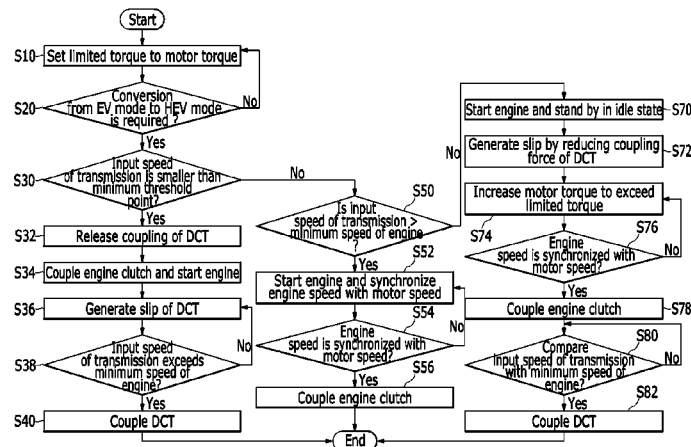 Start
S10
Set limited torque to motor torque
S20
Conversion
from EV mode to HEV mode
is required ?
No
Yes
S30
Input speed
of transmission is smaller than
minimum threshold
point?
No
Yes
S32
Release coupling of DCT
S34
Couple engine clutch and start engine
S36
Generate slip of DCT
S38
Input speed
of transmission exceeds
minimum speed of
engine?
No
Yes
S40
Couple DCT
S50
Is input
speed of transmission >
minimum speed of engine
?
No
Yes
S52
Start engine and synchronize
engine speed with motor speed
S54
Engine
speed is synchronized with
motor speed?
No
Yes
S56
Couple engine clutch
S70
Start engine and stand by in idle state
S72
Generate slip by reducing coupling
force of DCT
Increase motor torque to exceed
limited torque
S74
S76
Engine
speed is synchronized with
motor speed?
No
Yes
Couple engine clutch
S78
S80
Compare
input speed of transmission
with minimum speed of
engine?
No
Yes
S82
Couple DCT
End